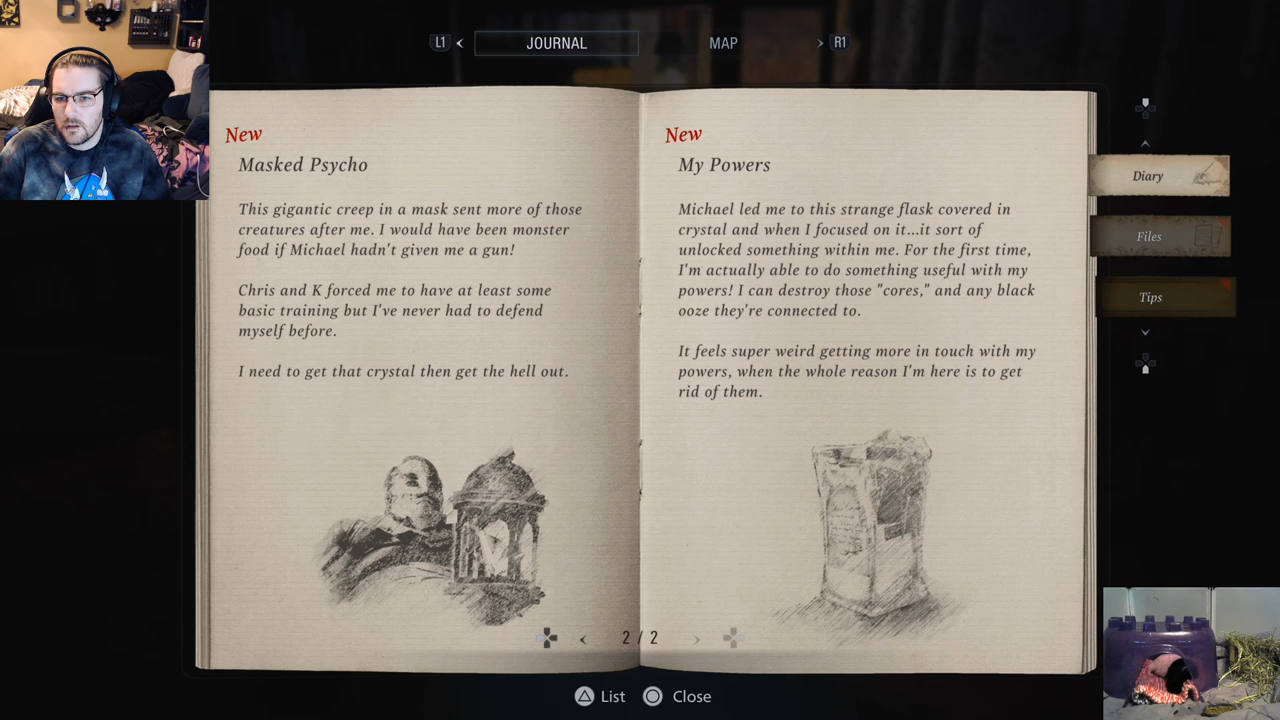 L1
JOURNAL
MAP
R1
New
Masked Psycho
This gigantic creep in a mask sent more of those
creatures after me. I would have been monster
food if Michael hadn't given me a gun!
Chris and K forced me to have at least some
basic training but I've never had to defend
myself before.
I need to get that crystal then get the hell out.
New
My Powers
Michael led me to this strange flask covered in
crystal and when I focused on it...it sort of
unlocked something within me. For the first time,
I'm actually able to do something useful with my
powers! I can destroy those "cores," and any black
ooze they're connected to.
It feels super weird getting more in touch with my
powers, when the whole reason I'm here is to get
rid of them.
Diary
Files
Tips
2 / 2
List
Close